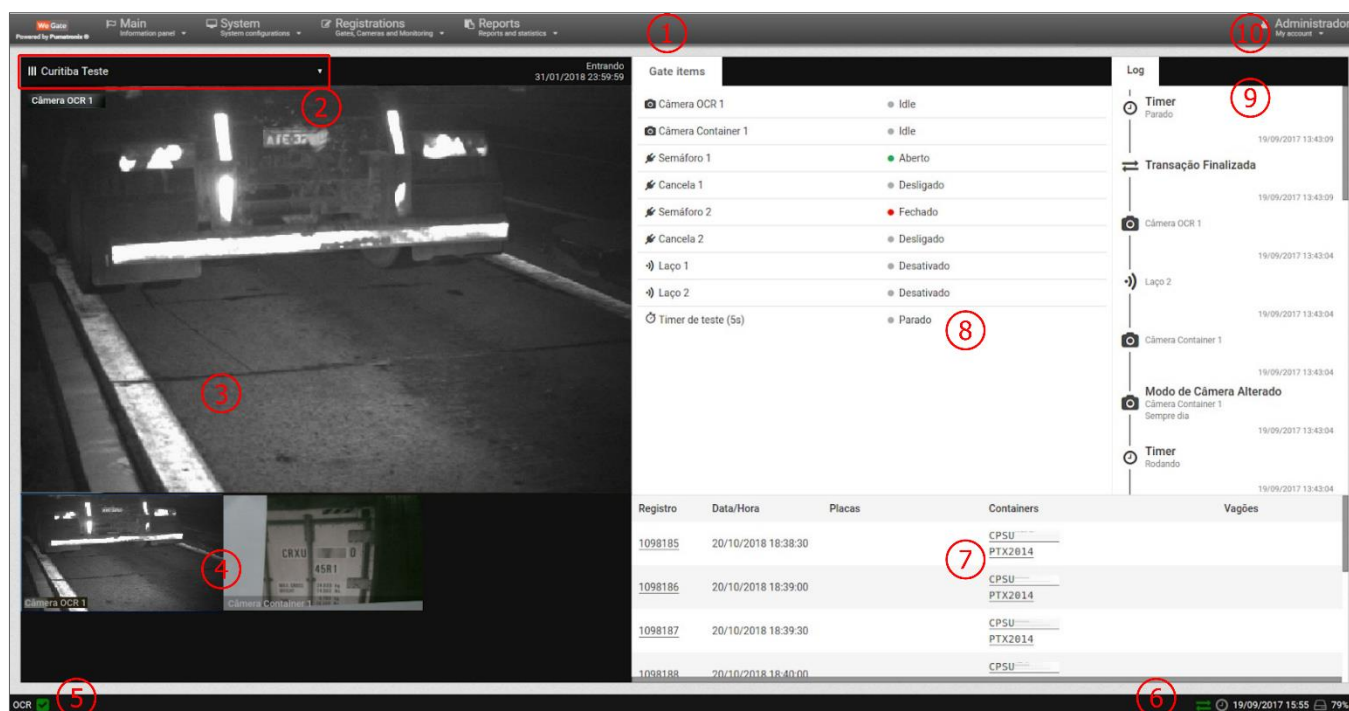 We Gate
Powered by Pumatronix ®
Main
Information panel
System
System configurations
Registrations
Gates, Cameras and Monitoring
Reports
Reports and statistics
1
10
Administrador
My account
Curitiba Teste
2
Entrando
31/01/2018 23:59:59
Câmera OCR 1
3
4
Câmera OCR 1
CRXU 0
45R1
Câmera Container 1
Gate items
Câmera OCR 1 Idle
Câmera Container 1 Idle
Semáforo 1 Aberto
Cancela 1 Desligado
Semáforo 2 Fechado
Cancela 2 Desligado
Laço 1 Desativado
Laço 2 Desativado
Timer de teste (5s) Parado
8
Log
9
Timer
Parado
19/09/2017 13:43:09
Transação Finalizada
19/09/2017 13:43:09
Câmera OCR 1
19/09/2017 13:43:04
Laço 2
19/09/2017 13:43:04
Câmera Container 1
19/09/2017 13:43:04
Modo de Câmera Alterado
Câmera Container 1
Sempre dia
19/09/2017 13:43:04
Timer
Rodando
19/09/2017 13:43:04
Registro Data/Hora Placas Containers Vagões
1098185 20/10/2018 18:38:30 CPSU
PTX2014
7
1098186 20/10/2018 18:39:00 CPSU
PTX2014
1098187 20/10/2018 18:39:30 CPSU
PTX2014
1098188 20/10/2018 18:40:00 CPSU
OCR
5
6
19/09/2017 15:55 79%